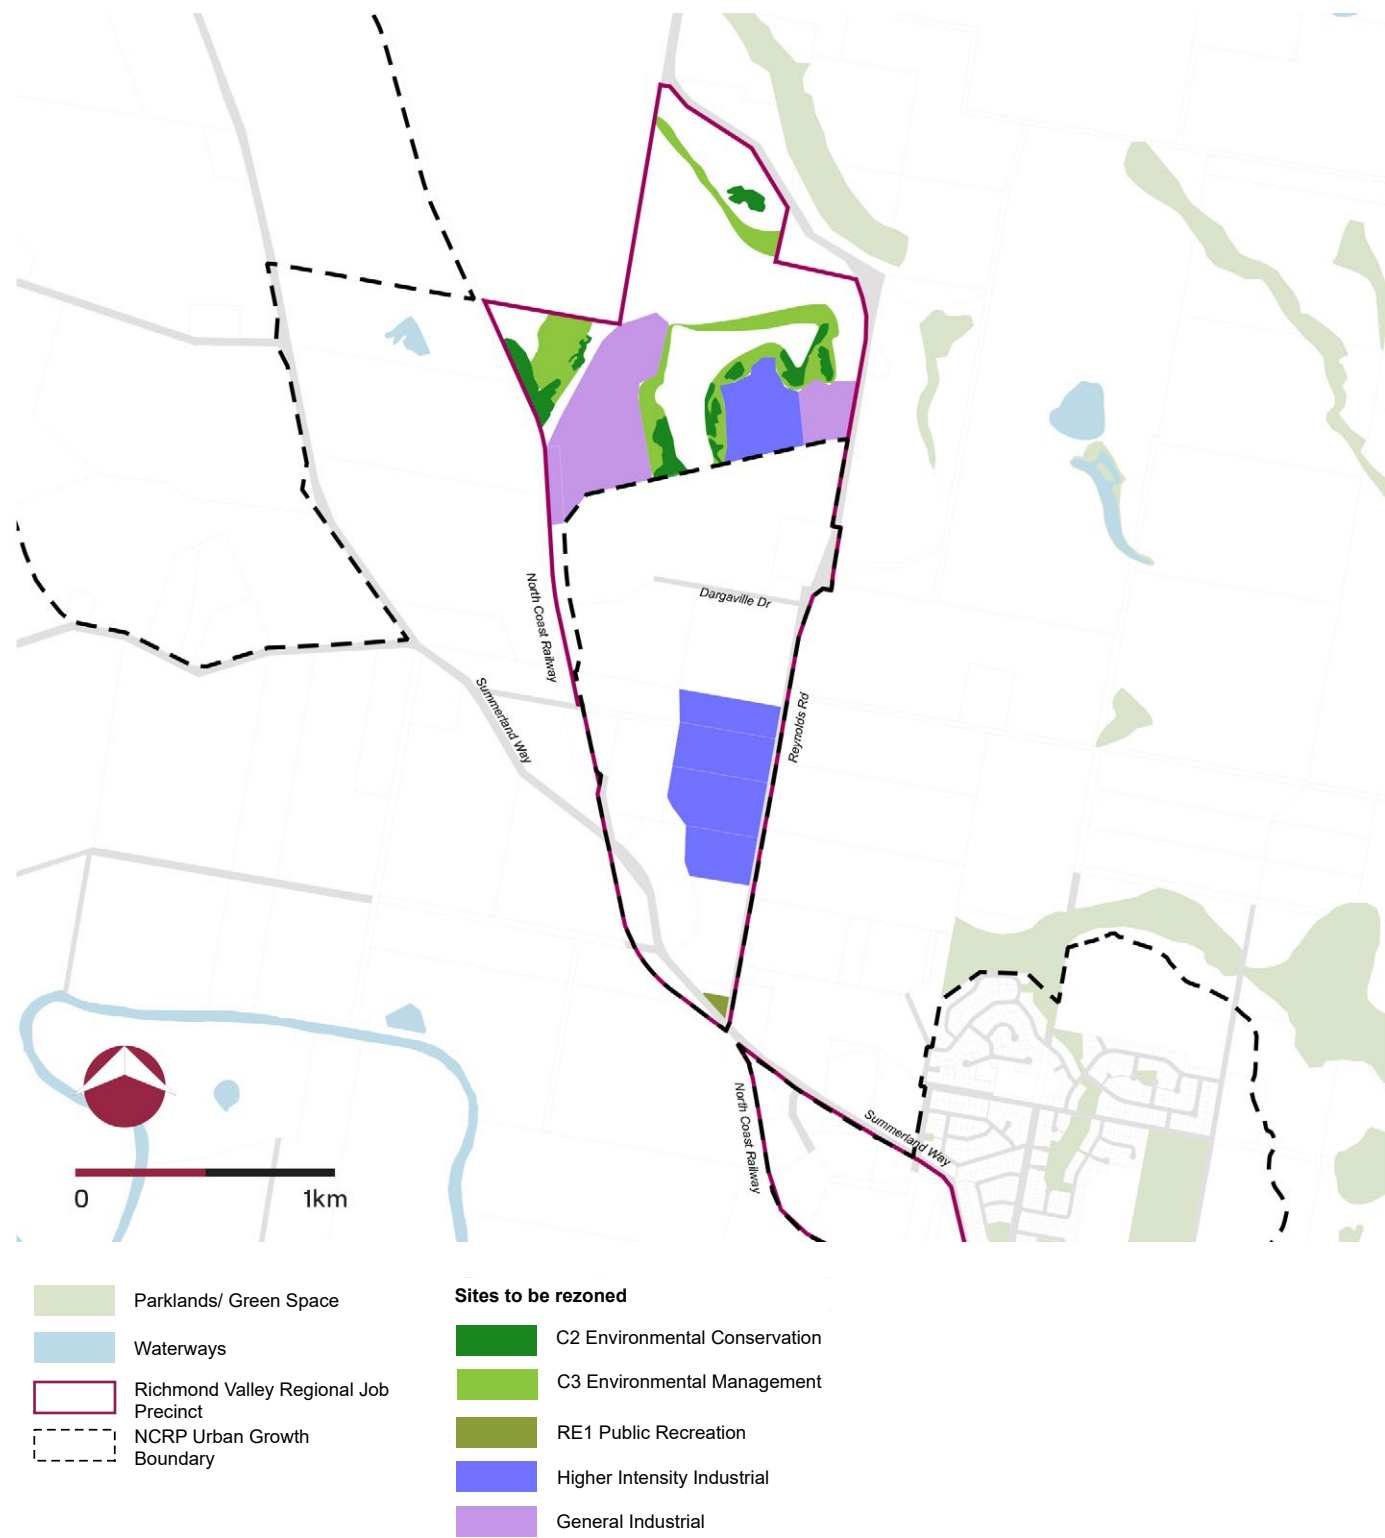 Dargaville Dr
North Coast Railway
Summerland Way
Reynolds Rd
North Coast Railway
Summerland Way
0 1km
Parklands/ Green Space
Waterways
Richmond Valley Regional Job
Precinct
NCRP Urban Growth
Boundary
Sites to be rezoned
C2 Environmental Conservation
C3 Environmental Management
RE1 Public Recreation
Higher Intensity Industrial
General Industrial